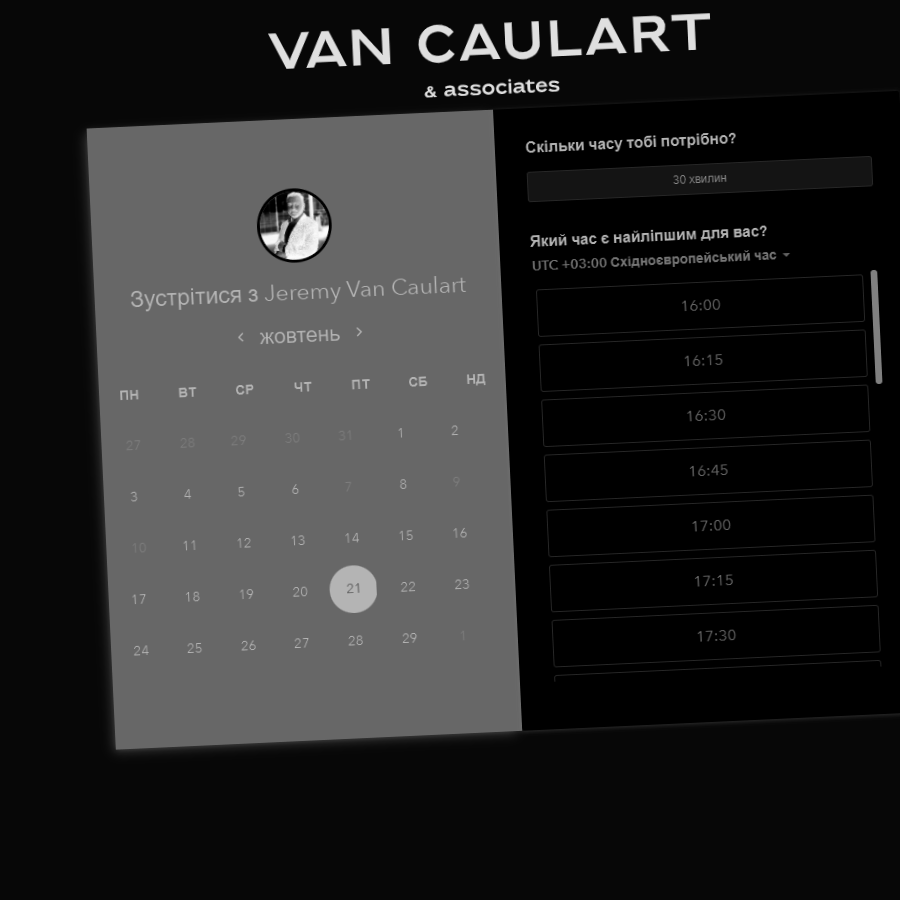 VAN CAULART
& associates
Зустрітися з Jeremy Van Caulart
‹ жовтень ›
ПН ВТ СР ЧТ ПТ СБ НД
27 28 29 30 31 1 2
3 4 5 6 7 8 9
10 11 12 13 14 15 16
17 18 19 20 21 22 23
24 25 26 27 28 29 1
Скільки часу тобі потрібно?
30 хвилин
Який час є найліпшим для вас?
UTC +03:00 Східноєвропейський час
16:00
16:15
16:30
16:45
17:00
17:15
17:30